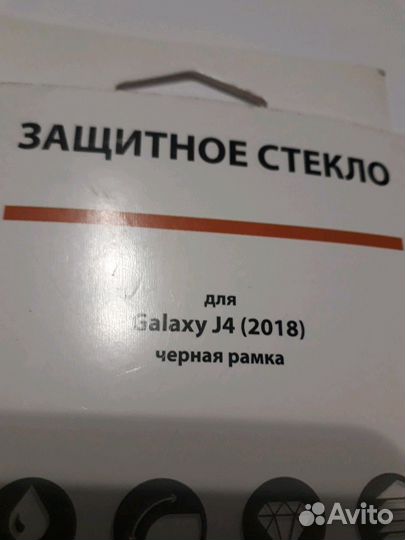 ЗАЩИТНОЕ СТЕКЛО
для
Galaxy J4 (2018)
черная рамка
Avito